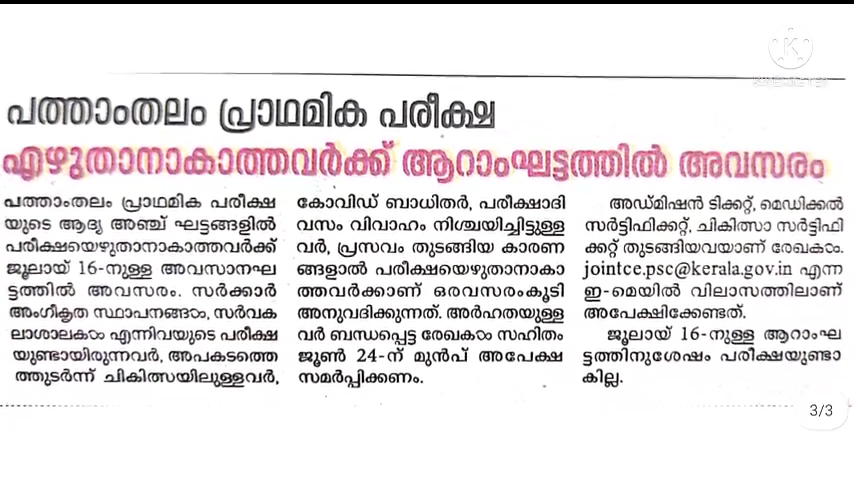 പത്താംതലം പ്രാഥമിക പരീക്ഷ
എഴുതാനാകാത്തവർക്ക് ആറാംഘട്ടത്തിൽ അവസരം
പത്താംതലം പ്രാഥമിക പരീക്ഷ
യുടെ ആദ്യ അഞ്ച് ഘട്ടങ്ങളിൽ
പരീക്ഷയെഴുതാനാകാത്തവർക്ക്
ജൂലായ് 16-നുള്ള അവസാനഘ
ട്ടത്തിൽ അവസരം. സർക്കാർ
അംഗീകൃത സ്ഥാപനങ്ങൾ, സർവക
ലാശാലകൾ എന്നിവയുടെ പരീക്ഷ
യുണ്ടായിരുന്നവർ, അപകടത്തെ
ത്തുടർന്ന് ചികിത്സയിലുള്ളവർ,
കോവിഡ് ബാധിതർ, പരീക്ഷാദി
വസം വിവാഹം നിശ്ചയിച്ചിട്ടുള്ള
വർ, പ്രസവം തുടങ്ങിയ കാരണ
ങ്ങളാൽ പരീക്ഷയെഴുതാനാകാ
ത്തവർക്കാണ് ഒരവസരംകൂടി
അനുവദിക്കുന്നത്. അർഹതയുള്ള
വർ ബന്ധപ്പെട്ട രേഖകൾ സഹിതം
ജൂൺ 24-ന് മുൻപ് അപേക്ഷ
സമർപ്പിക്കണം.
അഡ്മിഷൻ ടിക്കറ്റ്, മെഡിക്കൽ
സർട്ടിഫിക്കറ്റ്, ചികിത്സാ സർട്ടിഫി
ക്കറ്റ് തുടങ്ങിയവയാണ് രേഖകൾ.
jointce.psc@kerala.gov.in എന്ന
ഇ-മെയിൽ വിലാസത്തിലാണ്
അപേക്ഷിക്കേണ്ടത്.
ജൂലായ് 16-നുള്ള ആറാംഘ
ട്ടത്തിനുശേഷം പരീക്ഷയുണ്ടാ
കില്ല.
3/3